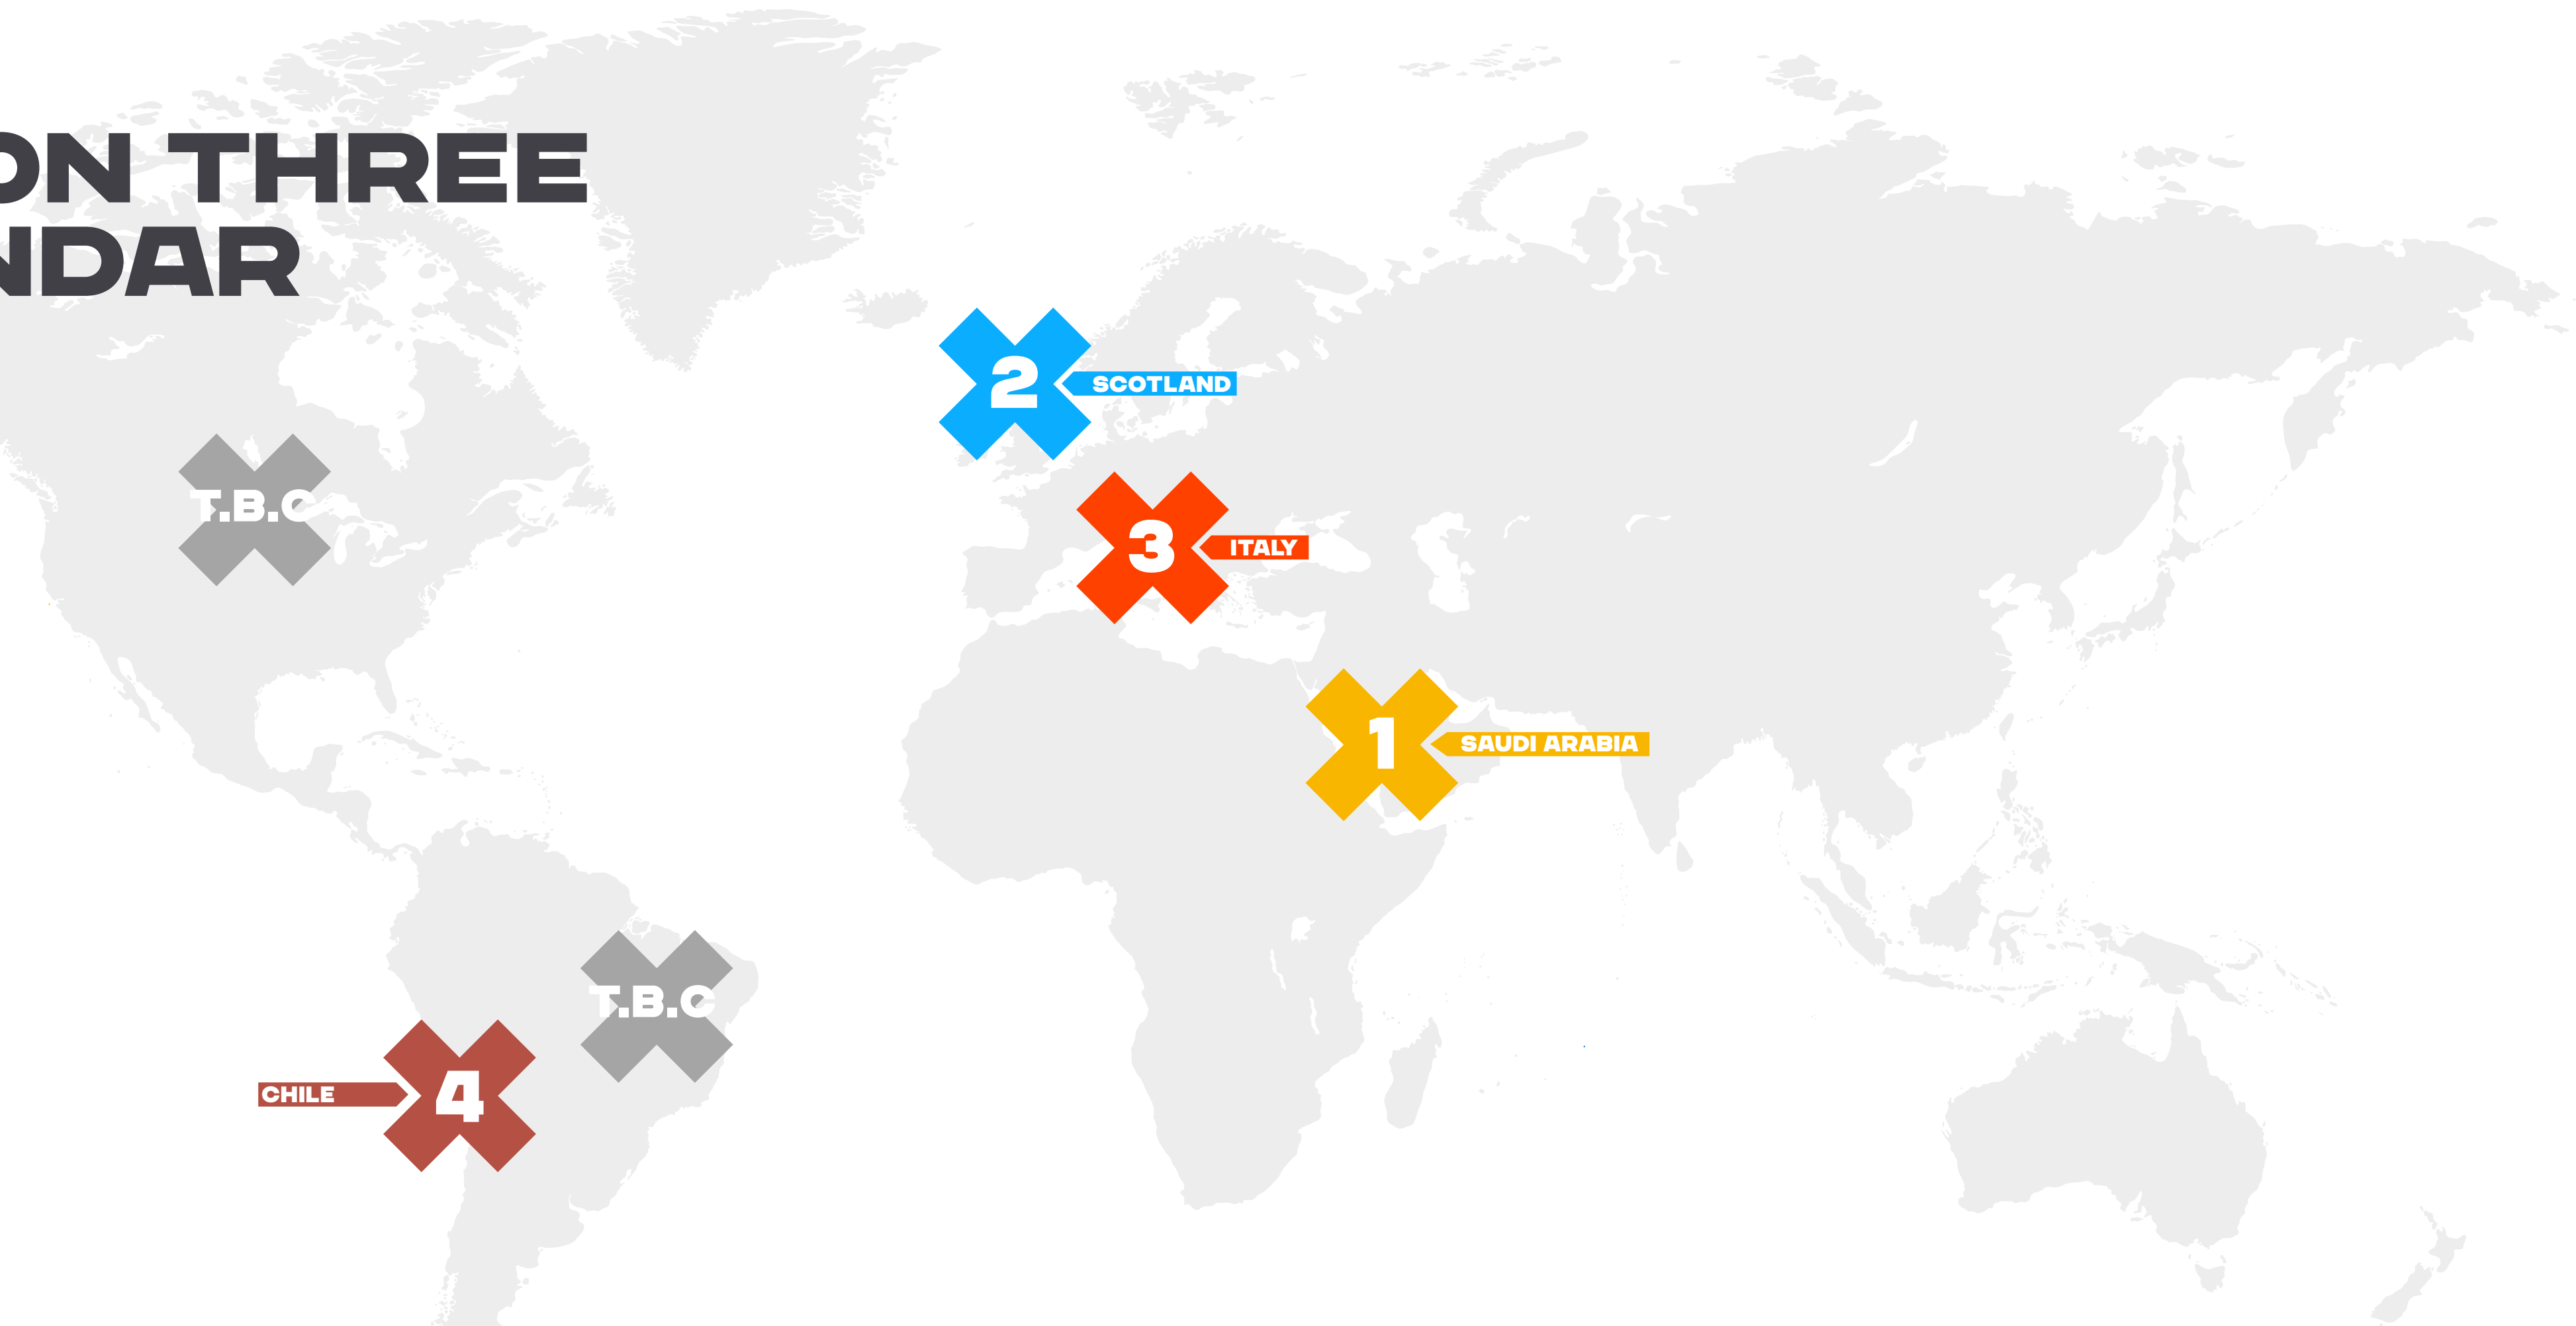 ON THREE
NDAR
2
SCOTLAND
T.B.C
3
ITALY
1
SAUDI ARABIA
T.B.C
4
CHILE